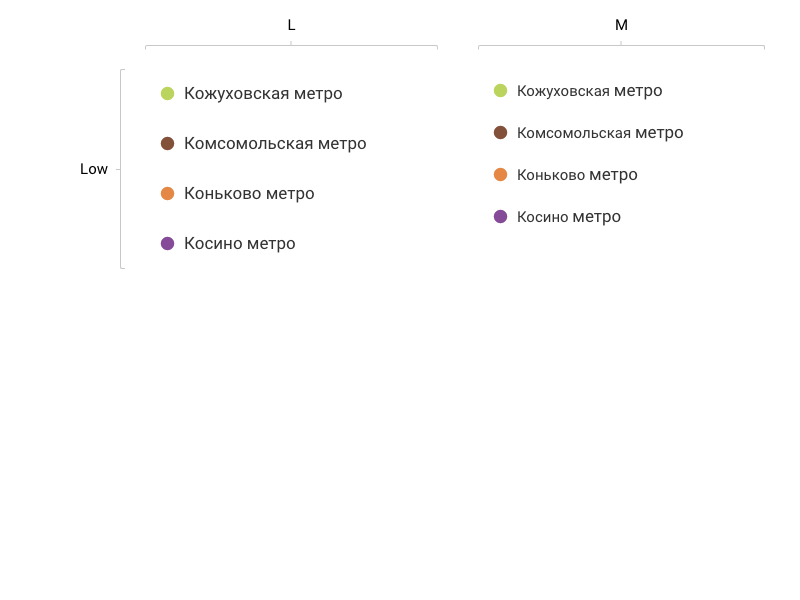 L
M
Low
Кожуховская метро
Комсомольская метро
Коньково метро
Косино метро
Кожуховская метро
Комсомольская метро
Коньково метро
Косино метро